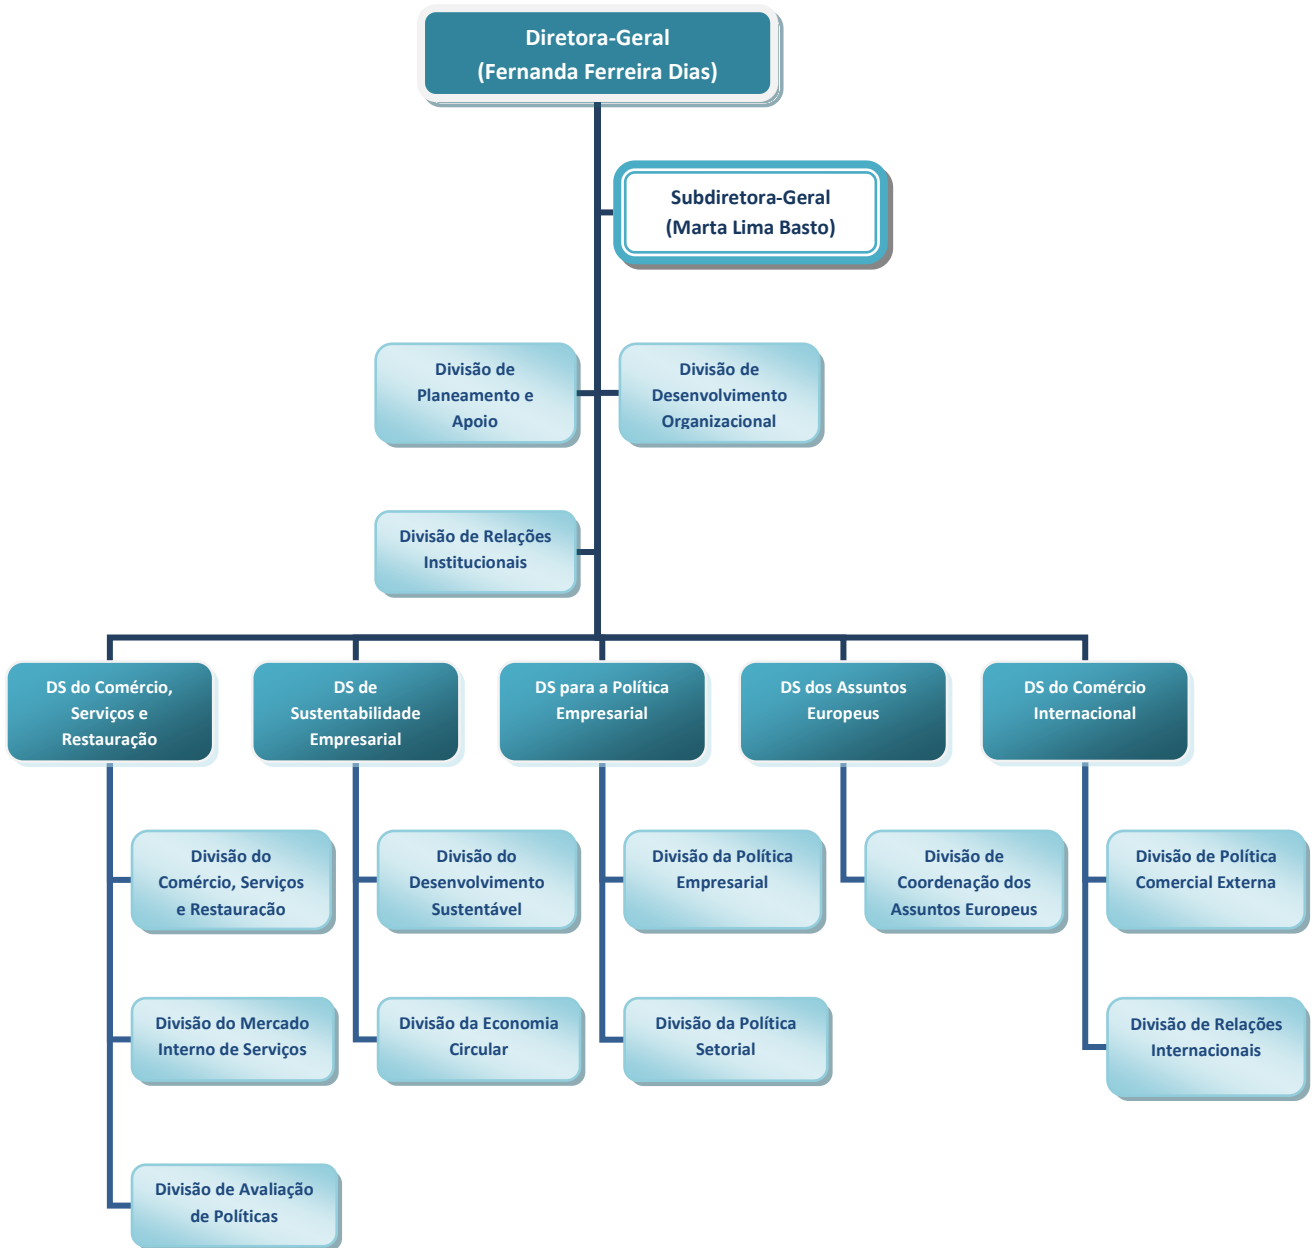 Diretora-Geral
(Fernanda Ferreira Dias)
Subdiretora-Geral
(Marta Lima Basto)
Divisão de
Planeamento e
Apoio
Divisão de
Desenvolvimento
Organizacional
Divisão de Relações
Institucionais
DS do Comércio,
Serviços e
Restauração
DS de
Sustentabilidade
Empresarial
DS para a Política
Empresarial
DS dos Assuntos
Europeus
DS do Comércio
Internacional
Divisão do
Comércio, Serviços
e Restauração
Divisão do
Desenvolvimento
Sustentável
Divisão da Política
Empresarial
Divisão de
Coordenação dos
Assuntos Europeus
Divisão de Política
Comercial Externa
Divisão do Mercado
Interno de Serviços
Divisão da Economia
Circular
Divisão da Política
Setorial
Divisão de Relações
Internacionais
Divisão de Avaliação
de Políticas